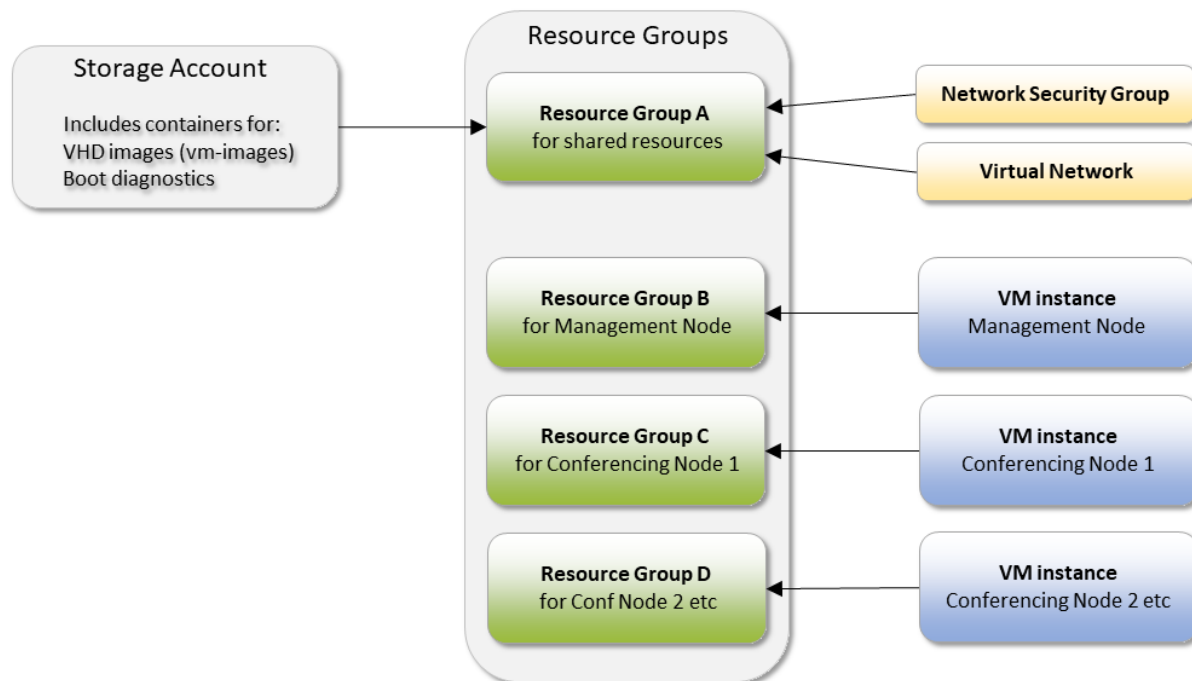 Resource Groups
Storage Account
Includes containers for:
VHD images (vm-images)
Boot diagnostics
Resource Group A
for shared resources
Network Security Group
Virtual Network
Resource Group B
for Management Node
VM instance
Management Node
Resource Group C
for Conferencing Node 1
VM instance
Conferencing Node 1
Resource Group D
for Conf Node 2 etc
VM instance
Conferencing Node 2 etc